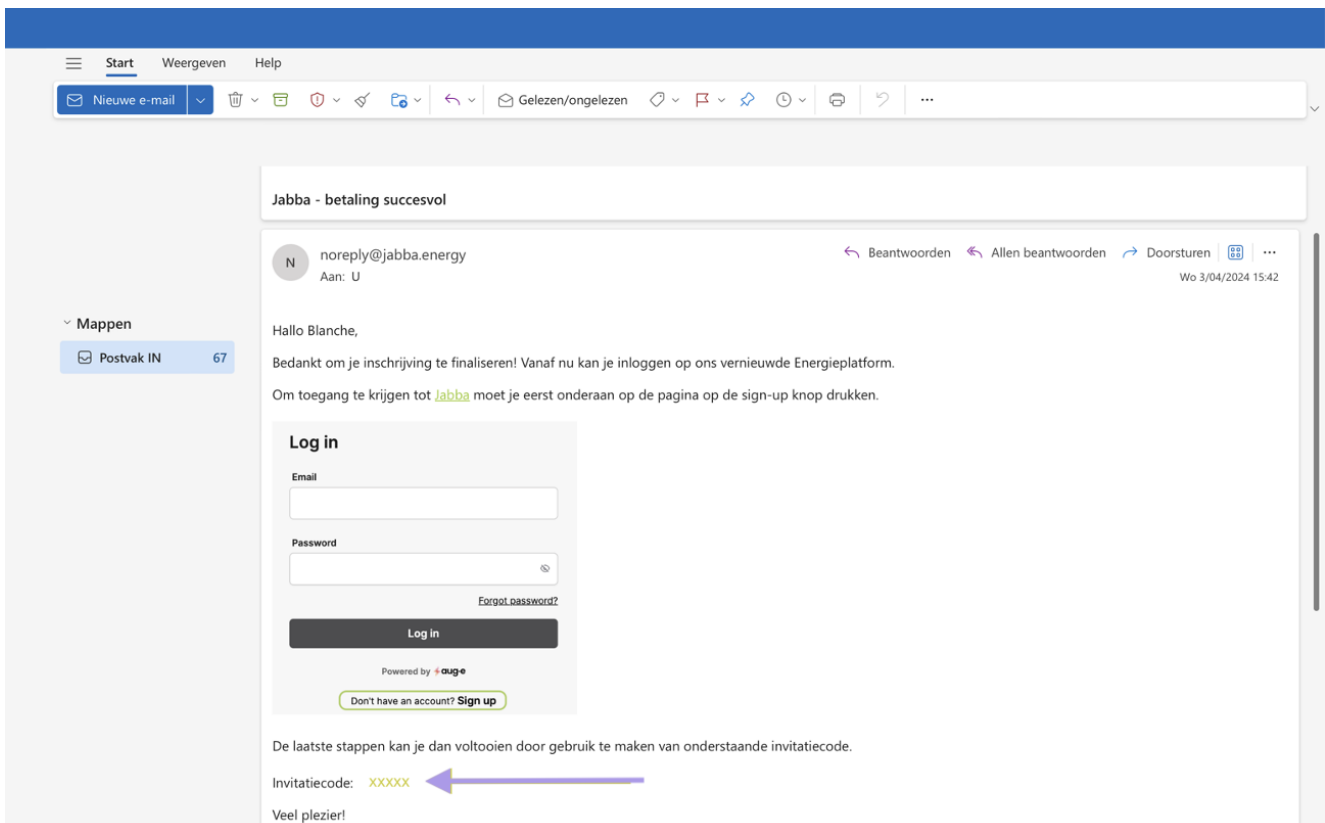 Start Weergeven Help
Nieuwe e-mail Gelezen/ongelezen
Jabba - betaling succesvol
N noreply@jabba.energy Beantwoorden Allen beantwoorden Doorsturen
Aan: U Wo 3/04/2024 15:42
Mappen
Postvak IN 67
Hallo Blanche,
Bedankt om je inschrijving te finaliseren! Vanaf nu kan je inloggen op ons vernieuwde Energieplatform.
Om toegang te krijgen tot Jabba moet je eerst onderaan op de pagina op de sign-up knop drukken.
Log in
Email
Password
Forgot password?
Log in
Powered by aug·e
Don't have an account? Sign up
De laatste stappen kan je dan voltooien door gebruik te maken van onderstaande invitatiecode.
Invitatiecode: XXXXX
Veel plezier!